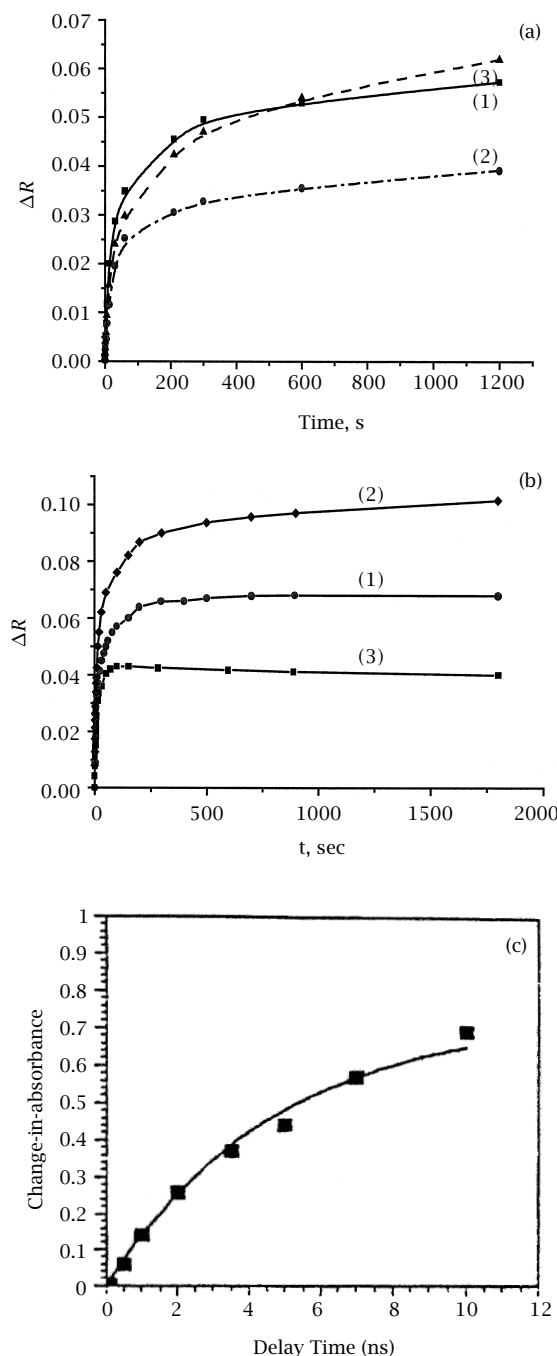 0.07
(a)
0.06
(3)
(1)
0.05
0.04
(2)
ΔR
0.03
0.02
0.01
0.00
0 200 400 600 800 1000 1200
Time, s
(b)
0.10
(2)
0.08
(1)
0.06
ΔR
0.04
(3)
0.02
0.00
0 500 1000 1500 2000
t, sec
1
(c)
0.9
0.8
0.7
0.6
Change-in-absorbance
0.5
0.4
0.3
0.2
0.1
0
0 2 4 6 8 10 12
Delay Time (ns)